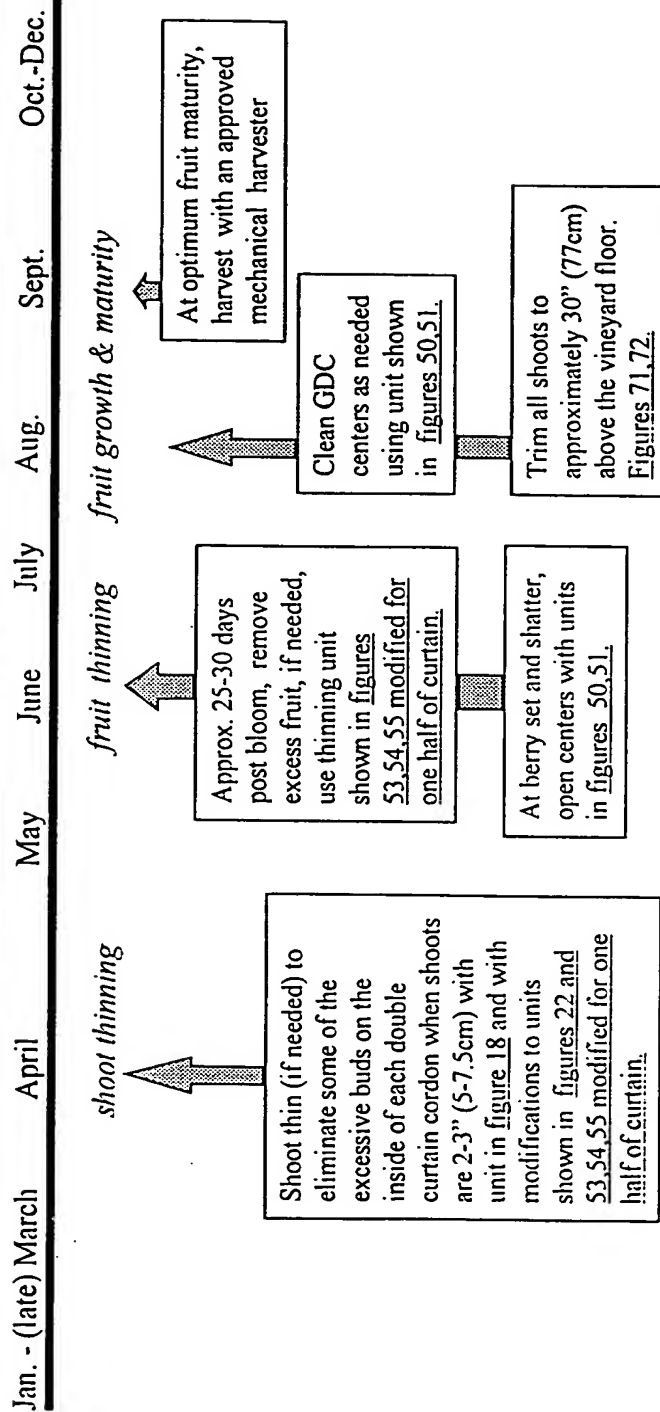 Jan. - (late) March April May June July Aug. Sept. Oct.-Dec.
shoot thinning
Shoot thin (if needed) to
eliminate some of the
excessive buds on the
inside of each double
curtain cordon when shoots
are 2-3" (5-7.5cm) with
unit in figure 18 and with
modifications to units
shown in figures 22 and
53,54,55 modified for one
half of curtain.
fruit thinning
Approx. 25-30 days
post bloom, remove
excess fruit, if needed,
use thinning unit
shown in figures
53,54,55 modified for
one half of curtain.
At berry set and shatter,
open centers with units
in figures 50,51.
fruit growth & maturity
At optimum fruit maturity,
harvest with an approved
mechanical harvester
Clean GDC
centers as needed
using unit shown
in figures 50,51.
Trim all shoots to
approximately 30" (77cm)
above the vineyard floor.
Figures 71,72.